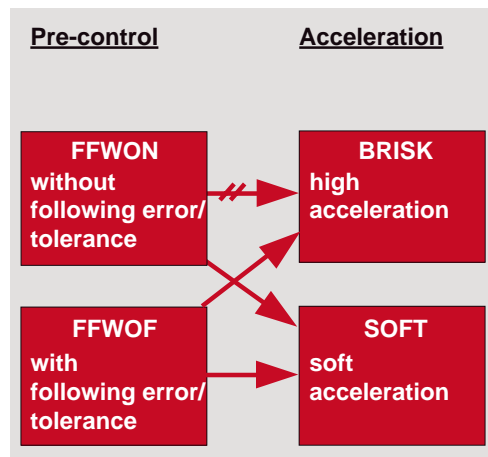 Pre-control
Acceleration
FFWON
without
following error/
tolerance
BRISK
high
acceleration
FFWOF
with
following error/
tolerance
SOFT
soft
acceleration